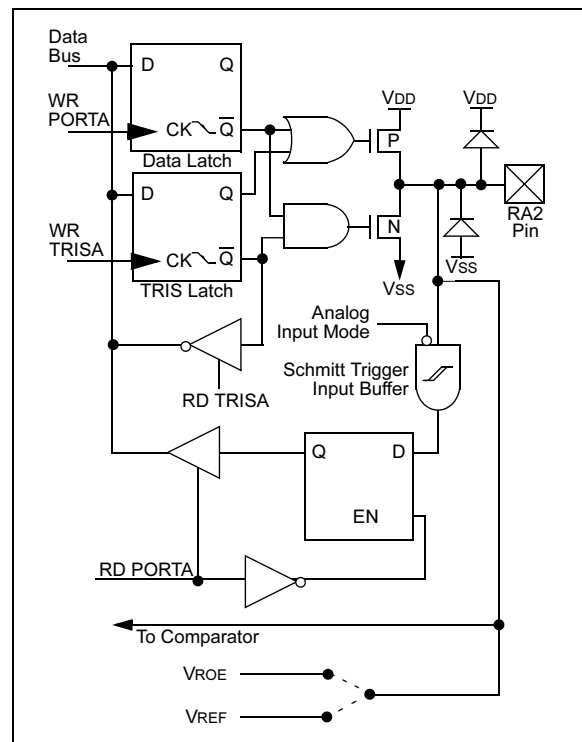 Data
Bus
D
Q
VDD
VDD
WR
PORTA
CK
Q
P
Data Latch
D
Q
RA2
Pin
N
WR
TRISA
CK
Q
VSS
VSS
TRIS Latch
Analog
Input Mode
Schmitt Trigger
Input Buffer
RD TRISA
Q
D
EN
RD PORTA
To Comparator
VROE
VREF